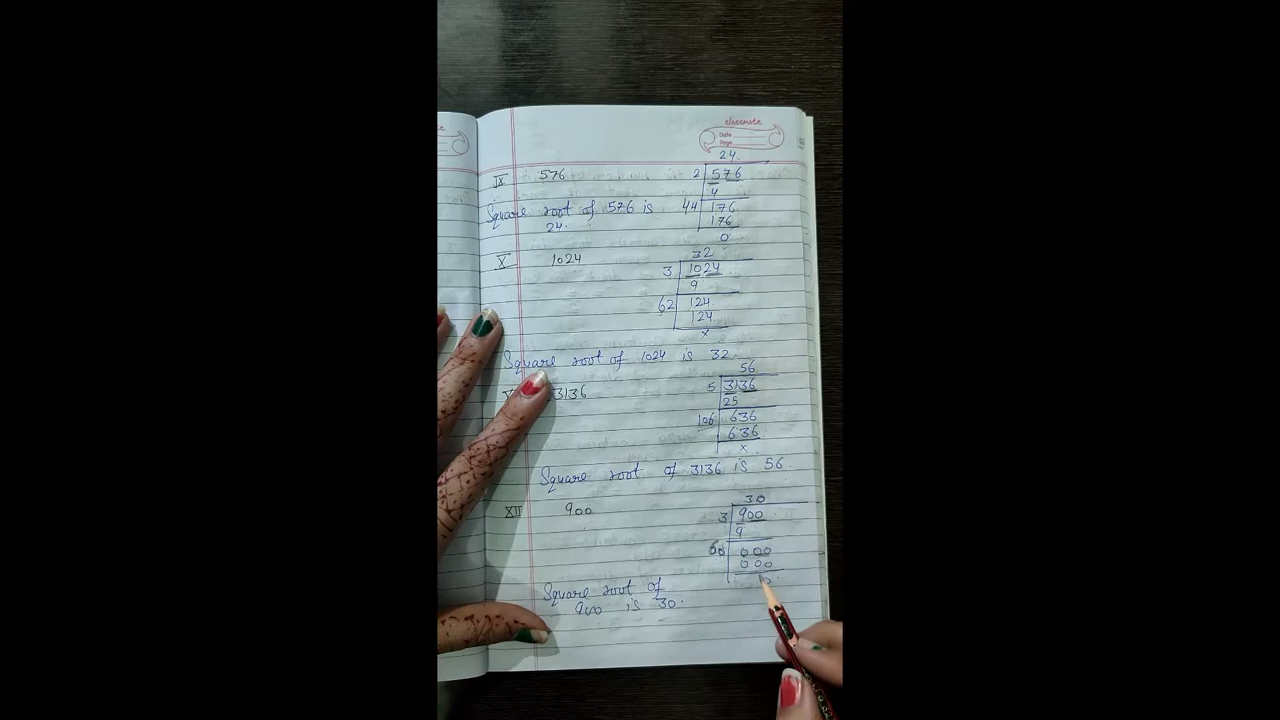 classmate
Date
Page
24
IX 576 2 576
4
Square root of 576 is 44 176
24. 176
0
32
X 1024 3 1024
9
62 124
124
x
Square root of 1024 is 32
56
3136 5 3136
25
106 636
636
x
Square root of 3136 is 56
30
XII 900 3 900
9
60 000
000
Square root of
900 is 30.